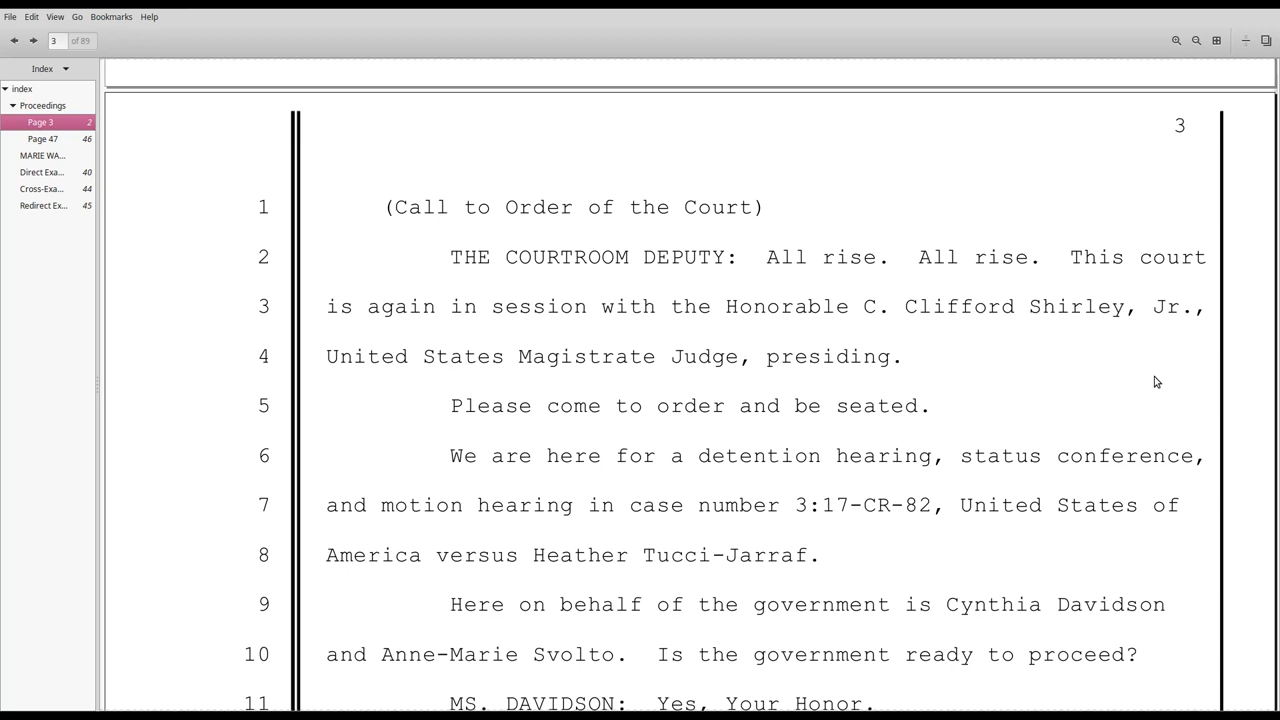 File Edit View Go Bookmarks Help
3 of 89
Index
index
Proceedings
Page 3 2
Page 47 46
MARIE WA...
Direct Exa... 40
Cross-Exa... 44
Redirect Ex... 45
3
1 (Call to Order of the Court)
2 THE COURTROOM DEPUTY: All rise. All rise. This court
3 is again in session with the Honorable C. Clifford Shirley, Jr.,
4 United States Magistrate Judge, presiding.
5 Please come to order and be seated.
6 We are here for a detention hearing, status conference,
7 and motion hearing in case number 3:17-CR-82, United States of
8 America versus Heather Tucci-Jarraf.
9 Here on behalf of the government is Cynthia Davidson
10 and Anne-Marie Svolto. Is the government ready to proceed?
11 MS. DAVIDSON: Yes, Your Honor.